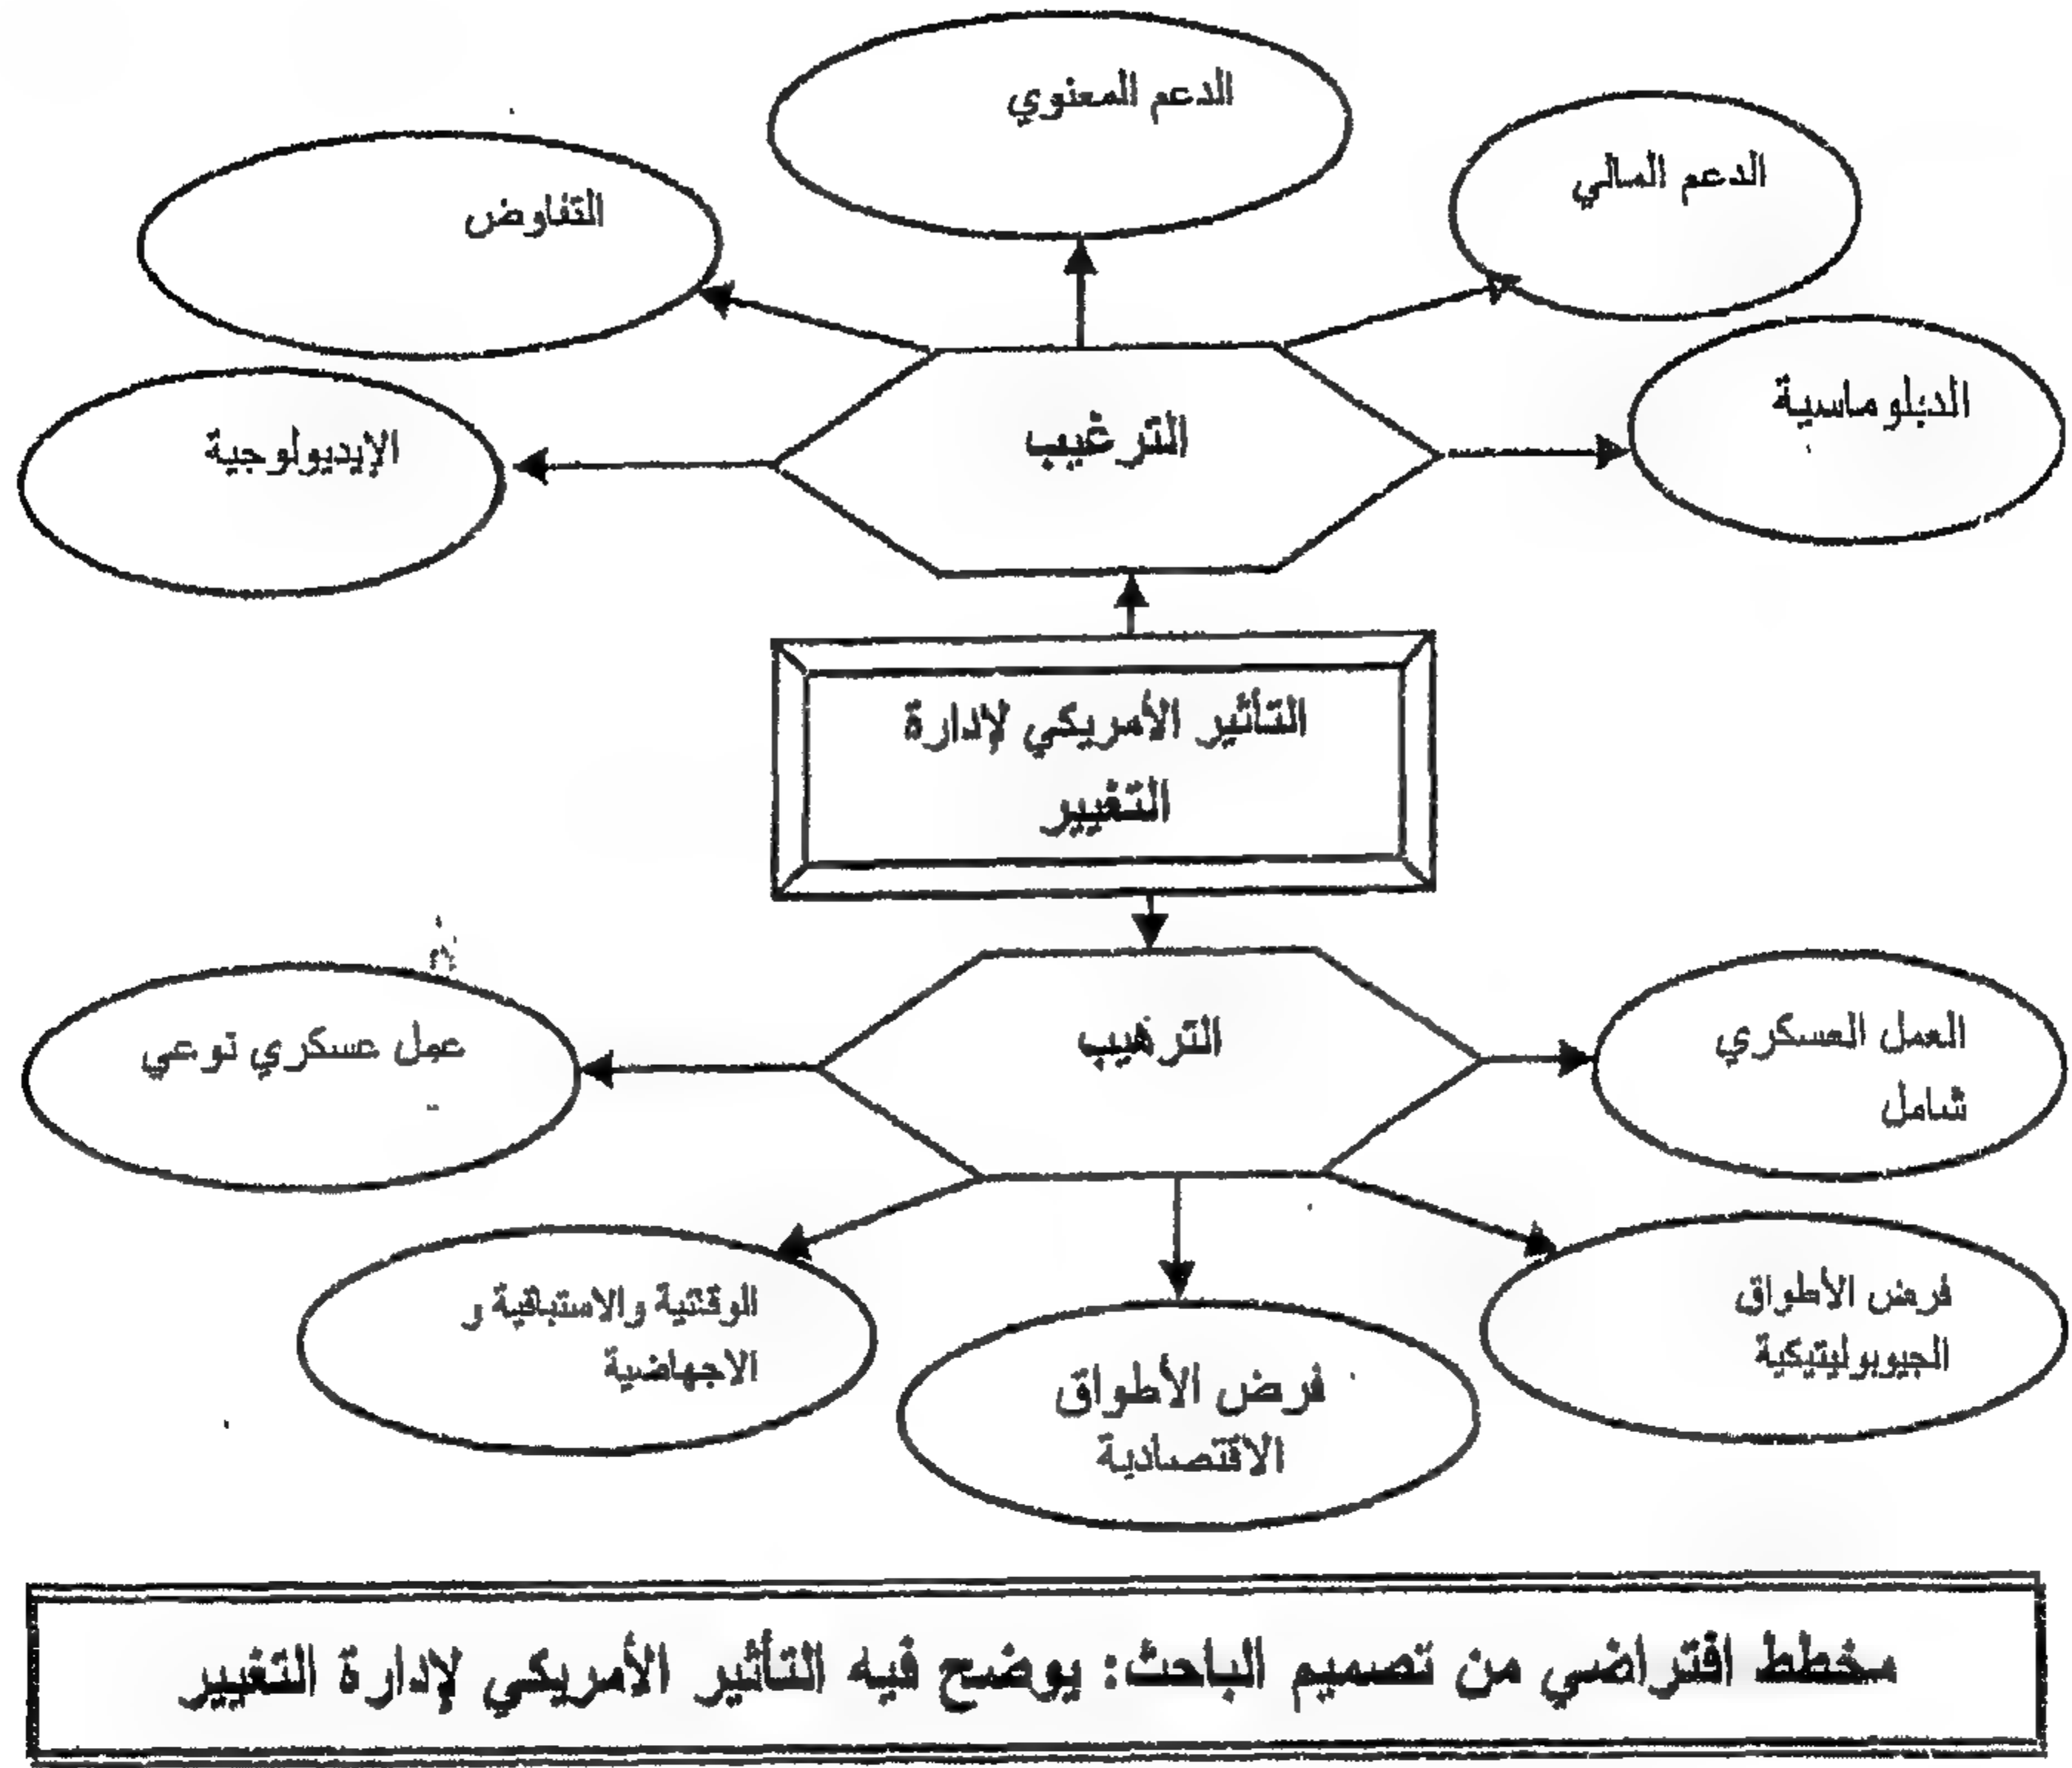 الدعم المعنوي
الدعم المالي
التفاوض
الدبلوماسية
الإيديولوجية
الترغيب
التأثير الأمريكي لإدارة
التغيير
الترهيب
العمل العسكري
شامل
عمل عسكري نوعي
فرض الأطواق
الجيوبوليتيكية
الوقتية والاستباقية و
الاجهاضية
فرض الأطواق
الاقتصادية
مخطط افتراضي من تصميم الباحث: يوضح فيه التأثير الأمريكي لإدارة التغيير